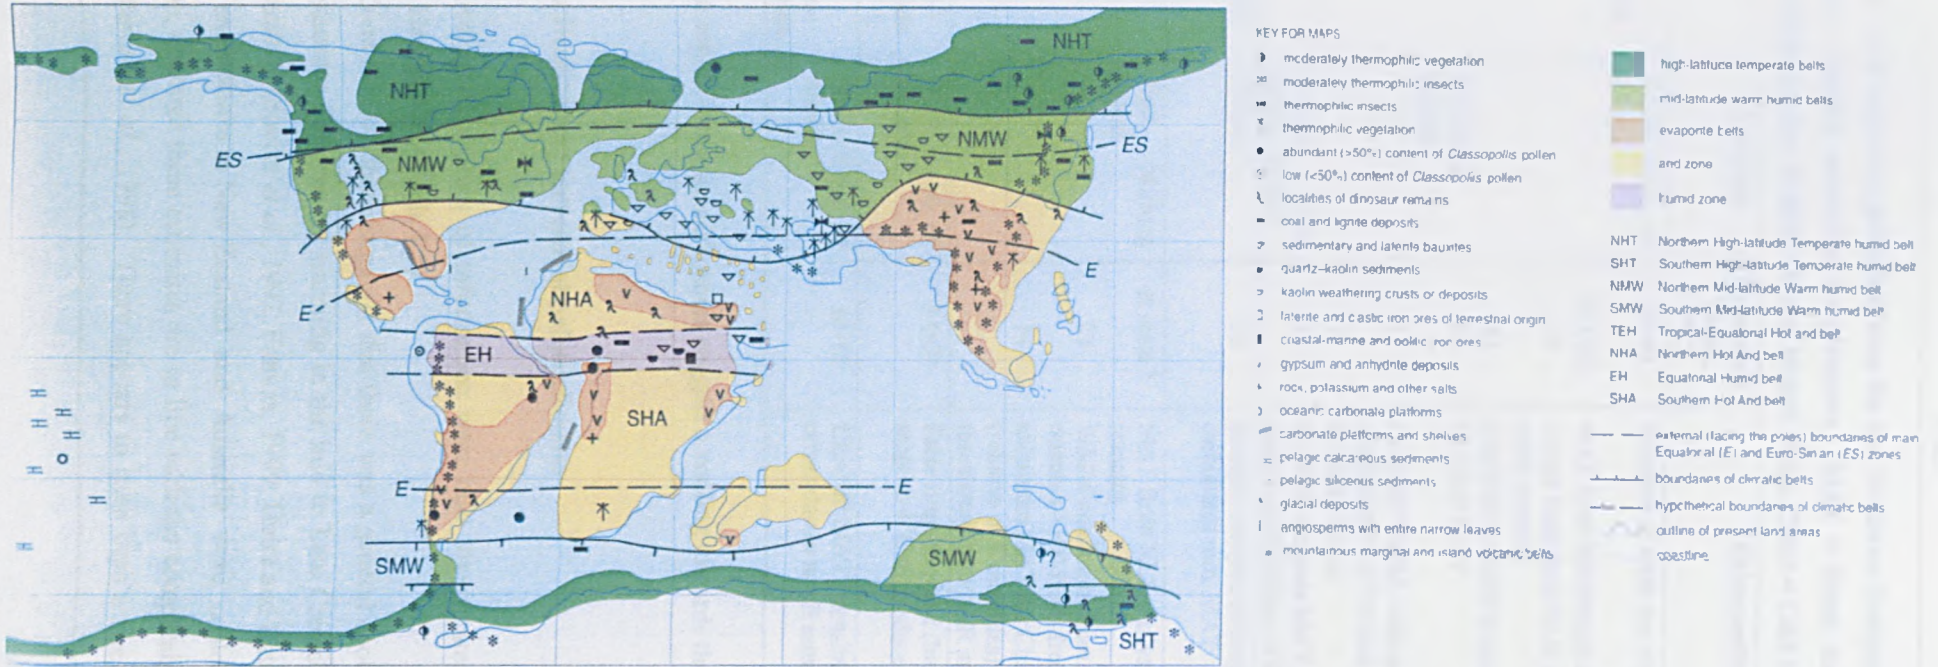 NHT
NHT
NMW
NMW
ES
ES
E
E
NHA
EH
SHA
E
E
SMW
SMW
SHT
KEY FOR MAPS
moderately thermophilic vegetation
moderately thermophilic insects
thermophilic insects
thermophilic vegetation
abundant (>50%) content of Classopollis pollen
low (<50%) content of Classopollis pollen
localities of dinosaur remains
coal and lignite deposits
sedimentary and laterite bauxites
quartz–kaolin sediments
kaolin weathering crusts or deposits
laterite and clastic iron ores of terrestrial origin
coastal-marine and oolitic iron ores
gypsum and anhydrite deposits
rock, potassium and other salts
oceanic carbonate platforms
carbonate platforms and shelves
pelagic calcareous sediments
pelagic siliceous sediments
glacial deposits
angiosperms with entire narrow leaves
mountainous marginal and island volcanic belts
high-latitude temperate belts
mid-latitude warm humid belts
evaporite belts
arid zone
humid zone
NHT Northern High-latitude Temperate humid belt
SHT Southern High-latitude Temperate humid belt
NMW Northern Mid-latitude Warm humid belt
SMW Southern Mid-latitude Warm humid belt
TEH Tropical-Equatorial Hot arid belt
NHA Northern Hot Arid belt
EH Equatorial Humid belt
SHA Southern Hot Arid belt
external (facing the poles) boundaries of main
Equatorial (E) and Euro-Sinian (ES) zones
boundaries of climatic belts
hypothetical boundaries of climatic belts
outline of present land areas
coastline
??